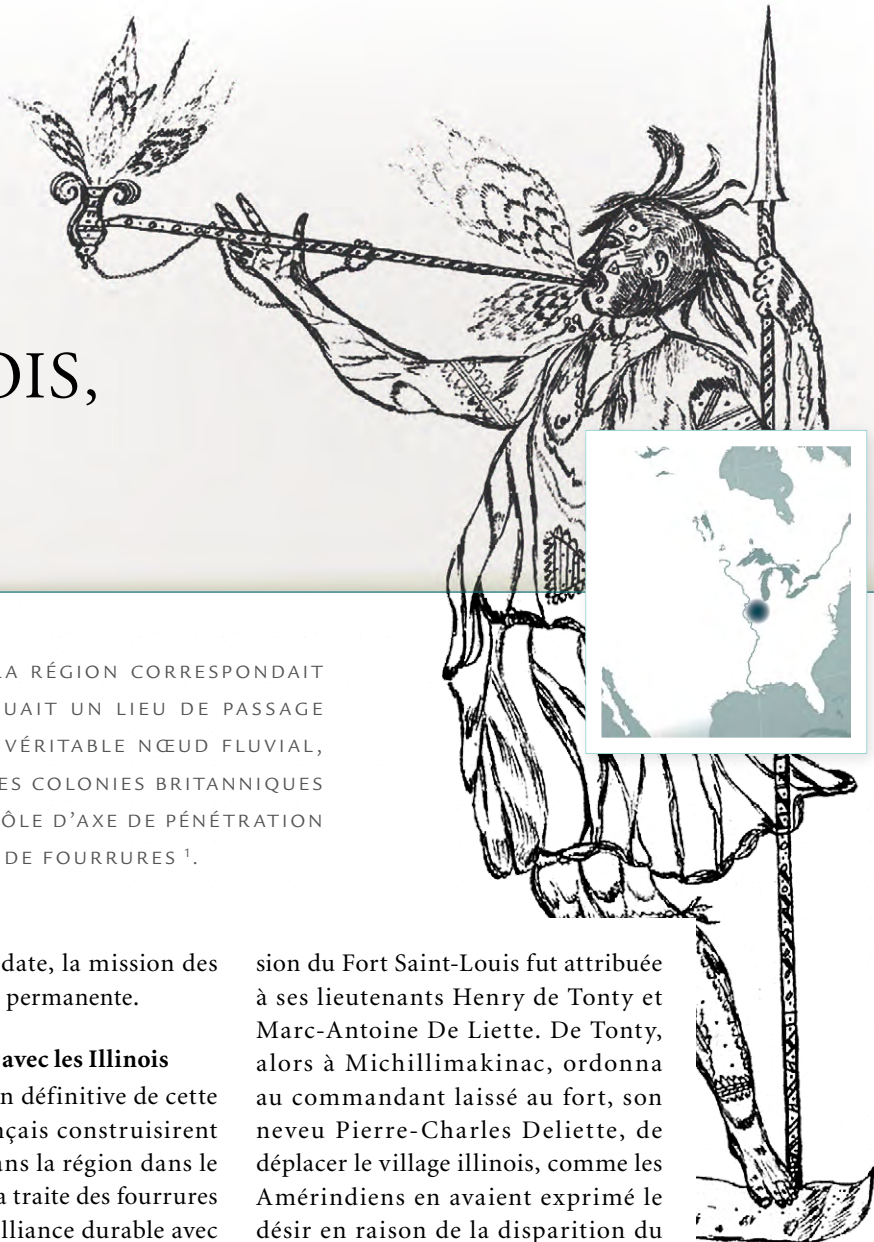 OIS,
LA RÉGION CORRESPONDAIT
UAIT UN LIEU DE PASSAGE
VÉRITABLE NŒUD FLUVIAL,
ES COLONIES BRITANNIQUES
ÔLE D'AXE DE PÉNÉTRATION
DE FOURRURES ¹.
date, la mission des
permanente.
avec les Illinois
n définitive de cette
nçais construisirent
ans la région dans le
a traite des fourrures
lliance durable avec
sion du Fort Saint-Louis fut attribuée
à ses lieutenants Henry de Tonty et
Marc-Antoine De Liette. De Tonty,
alors à Michillimakinac, ordonna
au commandant laissé au fort, son
neveu Pierre-Charles Deliette, de
déplacer le village illinois, comme les
Amérindiens en avaient exprimé le
désir en raison de la disparition du